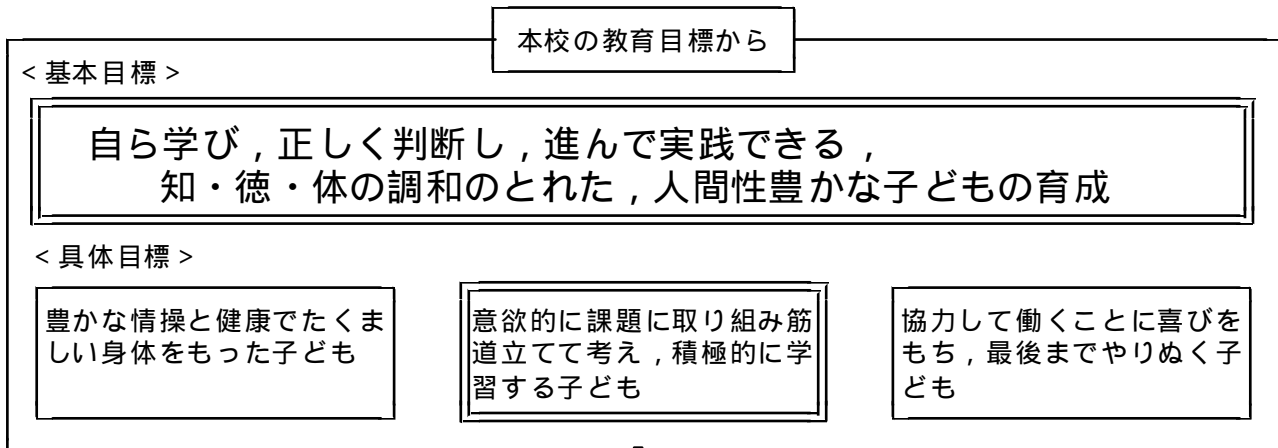 本校の教育目標から
<基本目標>
自ら学び,正しく判断し,進んで実践できる,
知・徳・体の調和のとれた,人間性豊かな子どもの育成
<具体目標>
豊かな情操と健康でたくま
しい身体をもった子ども
意欲的に課題に取り組み筋
道立てて考え,積極的に学
習する子ども
協力して働くことに喜びを
もち,最後までやりぬく子
ども